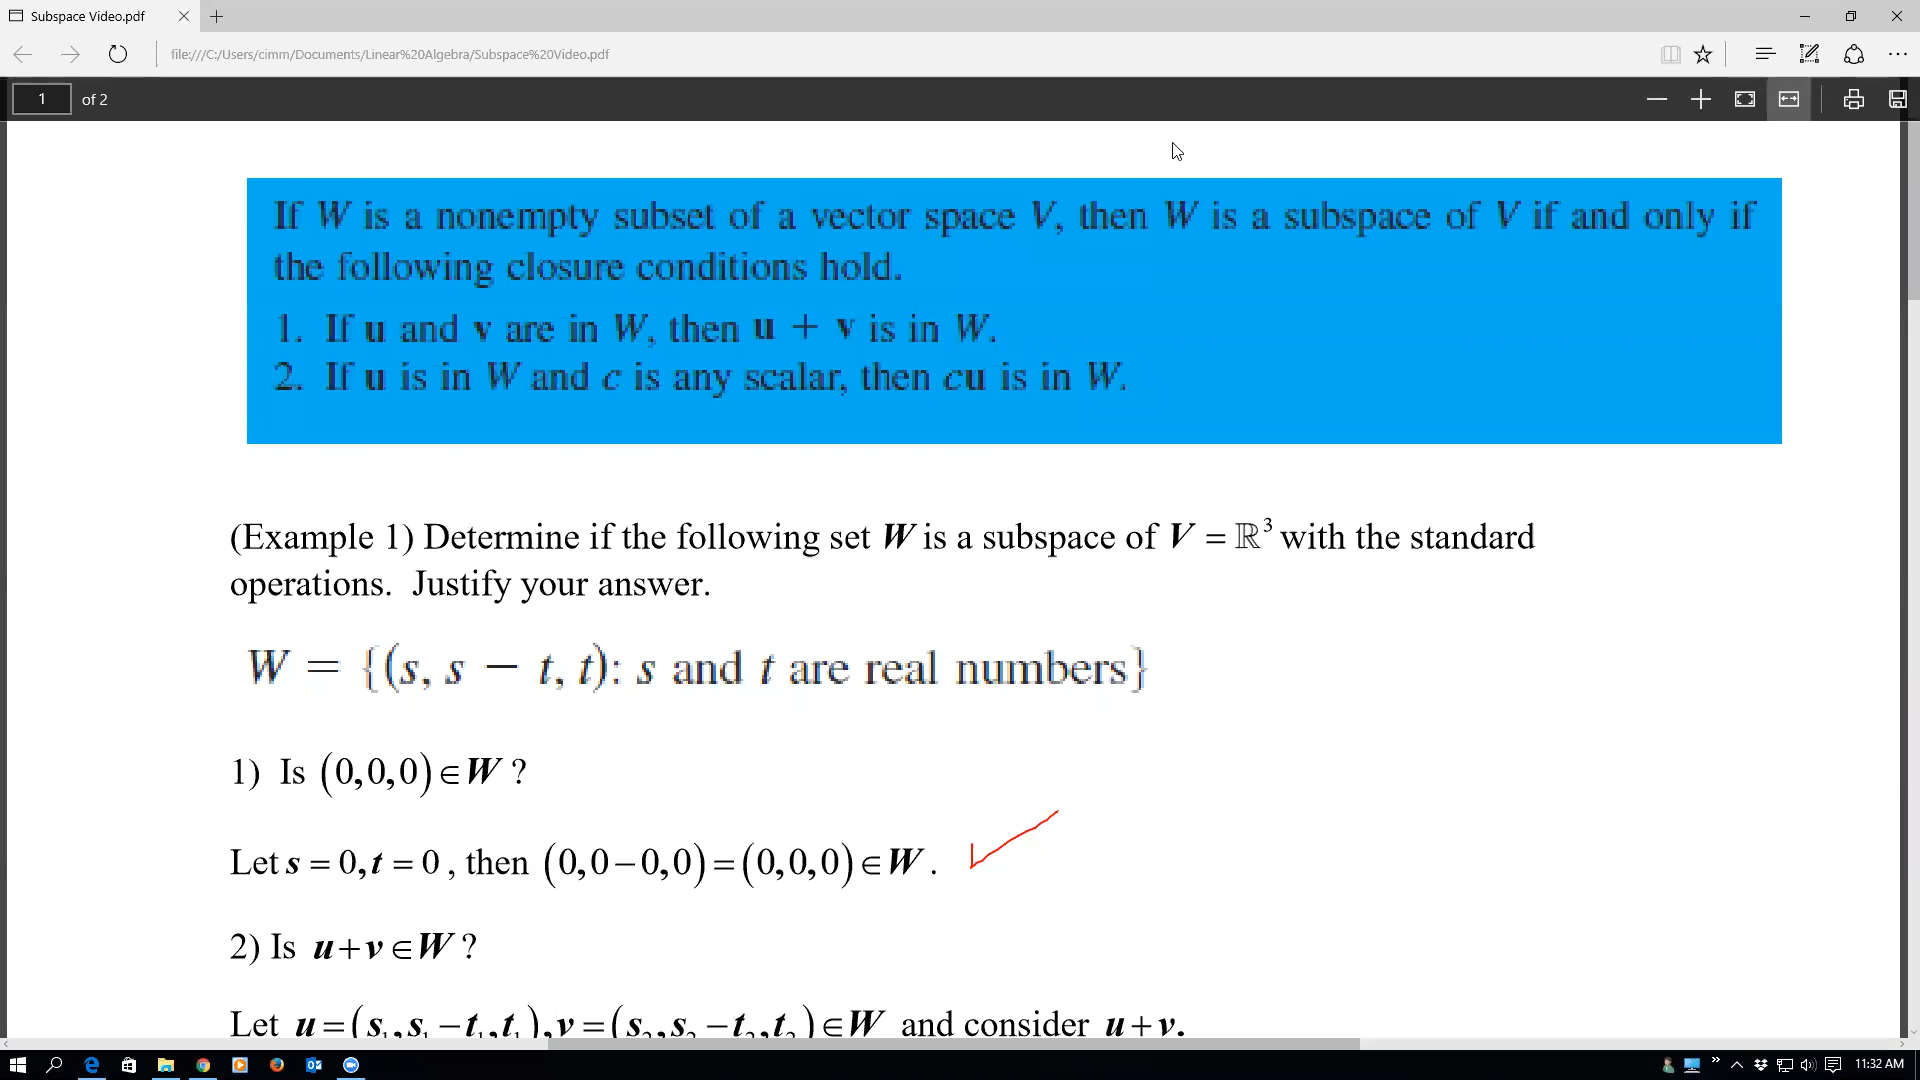 Subspace Video.pdf
file:///C:/Users/cimm/Documents/Linear%20Algebra/Subspace%20Video.pdf
1 of 2
If W is a nonempty subset of a vector space V, then W is a subspace of V if and only if
the following closure conditions hold.
1. If u and v are in W, then u + v is in W.
2. If u is in W and c is any scalar, then cu is in W.
(Example 1) Determine if the following set W is a subspace of V = ℝ³ with the standard
operations. Justify your answer.
W = {(s, s − t, t): s and t are real numbers}
1) Is (0,0,0)∈W ?
Let s = 0, t = 0 , then (0,0−0,0)=(0,0,0)∈W .
2) Is u+v∈W ?
Let u=(s₁,s₁−t₁,t₁),v=(s₂,s₂−t₂,t₂)∈W and consider u+v.
11:32 AM